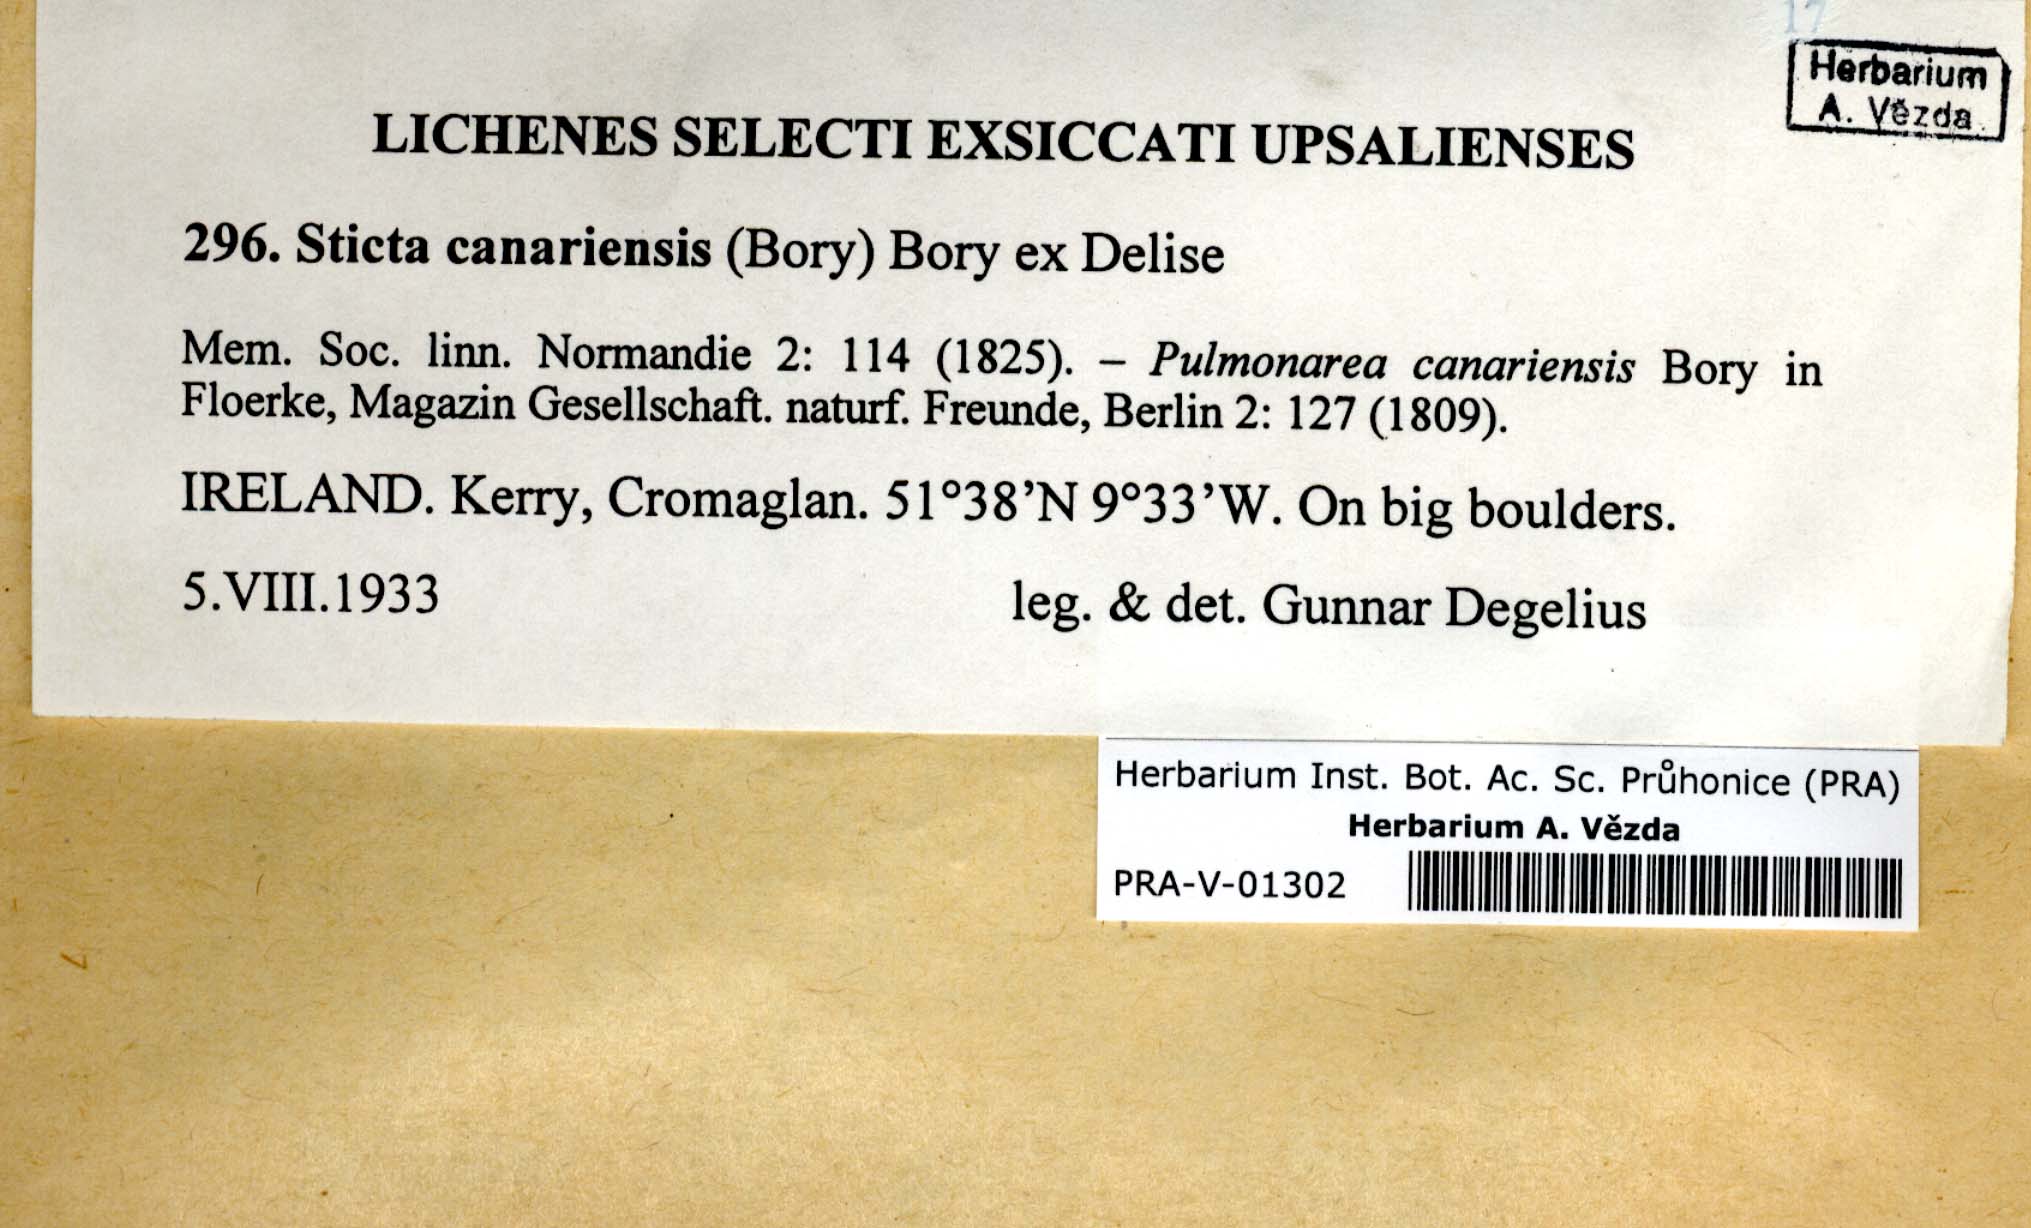 17
Herbarium
A. Vězda
LICHENES SELECTI EXSICCATI UPSALIENSES
296. Sticta canariensis (Bory) Bory ex Delise
Mem. Soc. linn. Normandie 2: 114 (1825). – Pulmonarea canariensis Bory in
Floerke, Magazin Gesellschaft. naturf. Freunde, Berlin 2: 127 (1809).
IRELAND. Kerry, Cromaglan. 51°38’N 9°33’W. On big boulders.
5.VIII.1933 leg. & det. Gunnar Degelius
Herbarium Inst. Bot. Ac. Sc. Průhonice (PRA)
Herbarium A. Vězda
PRA-V-01302